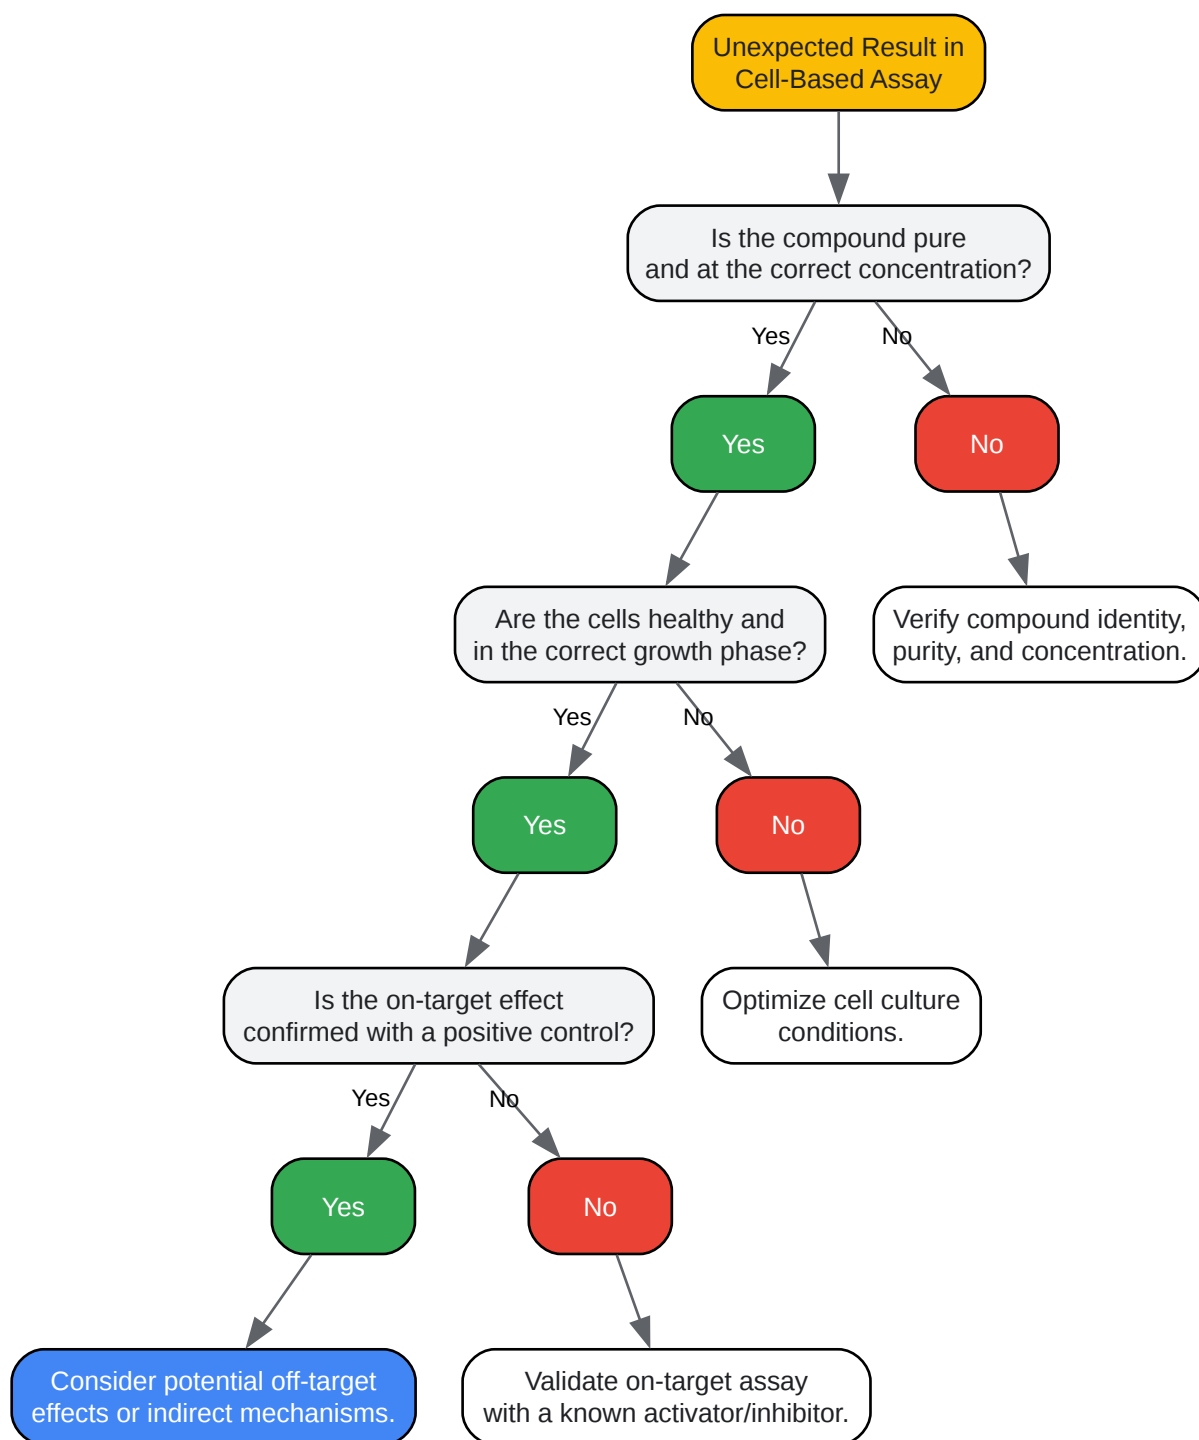 Unexpected Result in
Cell-Based Assay
Is the compound pure
and at the correct concentration?
Yes
No
Yes
No
Are the cells healthy and
in the correct growth phase?
Verify compound identity,
purity, and concentration.
Yes
No
Yes
No
Is the on-target effect
confirmed with a positive control?
Optimize cell culture
conditions.
Yes
No
Yes
No
Consider potential off-target
effects or indirect mechanisms.
Validate on-target assay
with a known activator/inhibitor.